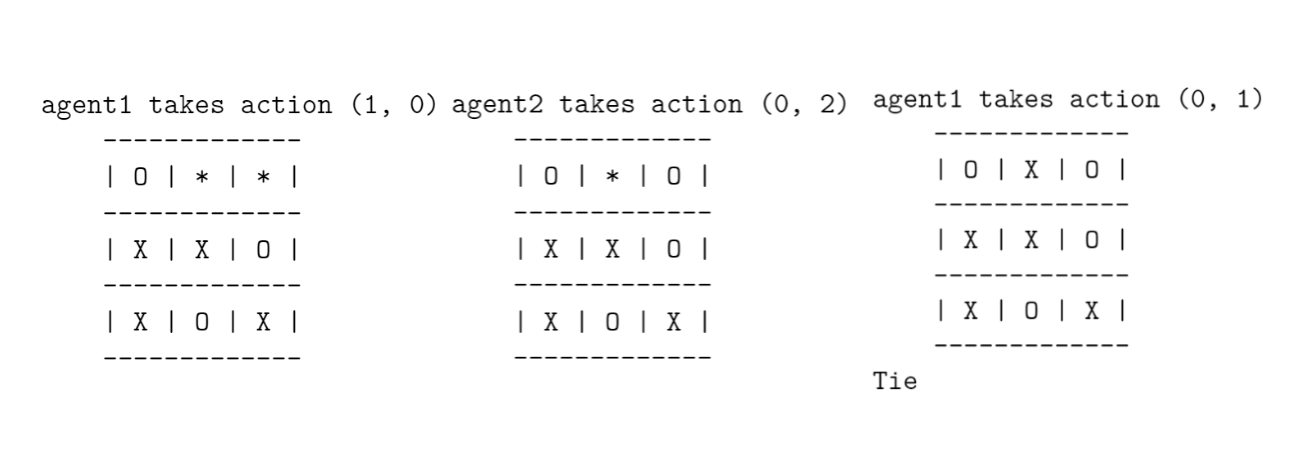 agent1 takes action (1, 0)
-------------
| O | * | * |
-------------
| X | X | O |
-------------
| X | O | X |
-------------
agent2 takes action (0, 2)
-------------
| O | * | O |
-------------
| X | X | O |
-------------
| X | O | X |
-------------
agent1 takes action (0, 1)
-------------
| O | X | O |
-------------
| X | X | O |
-------------
| X | O | X |
-------------
Tie